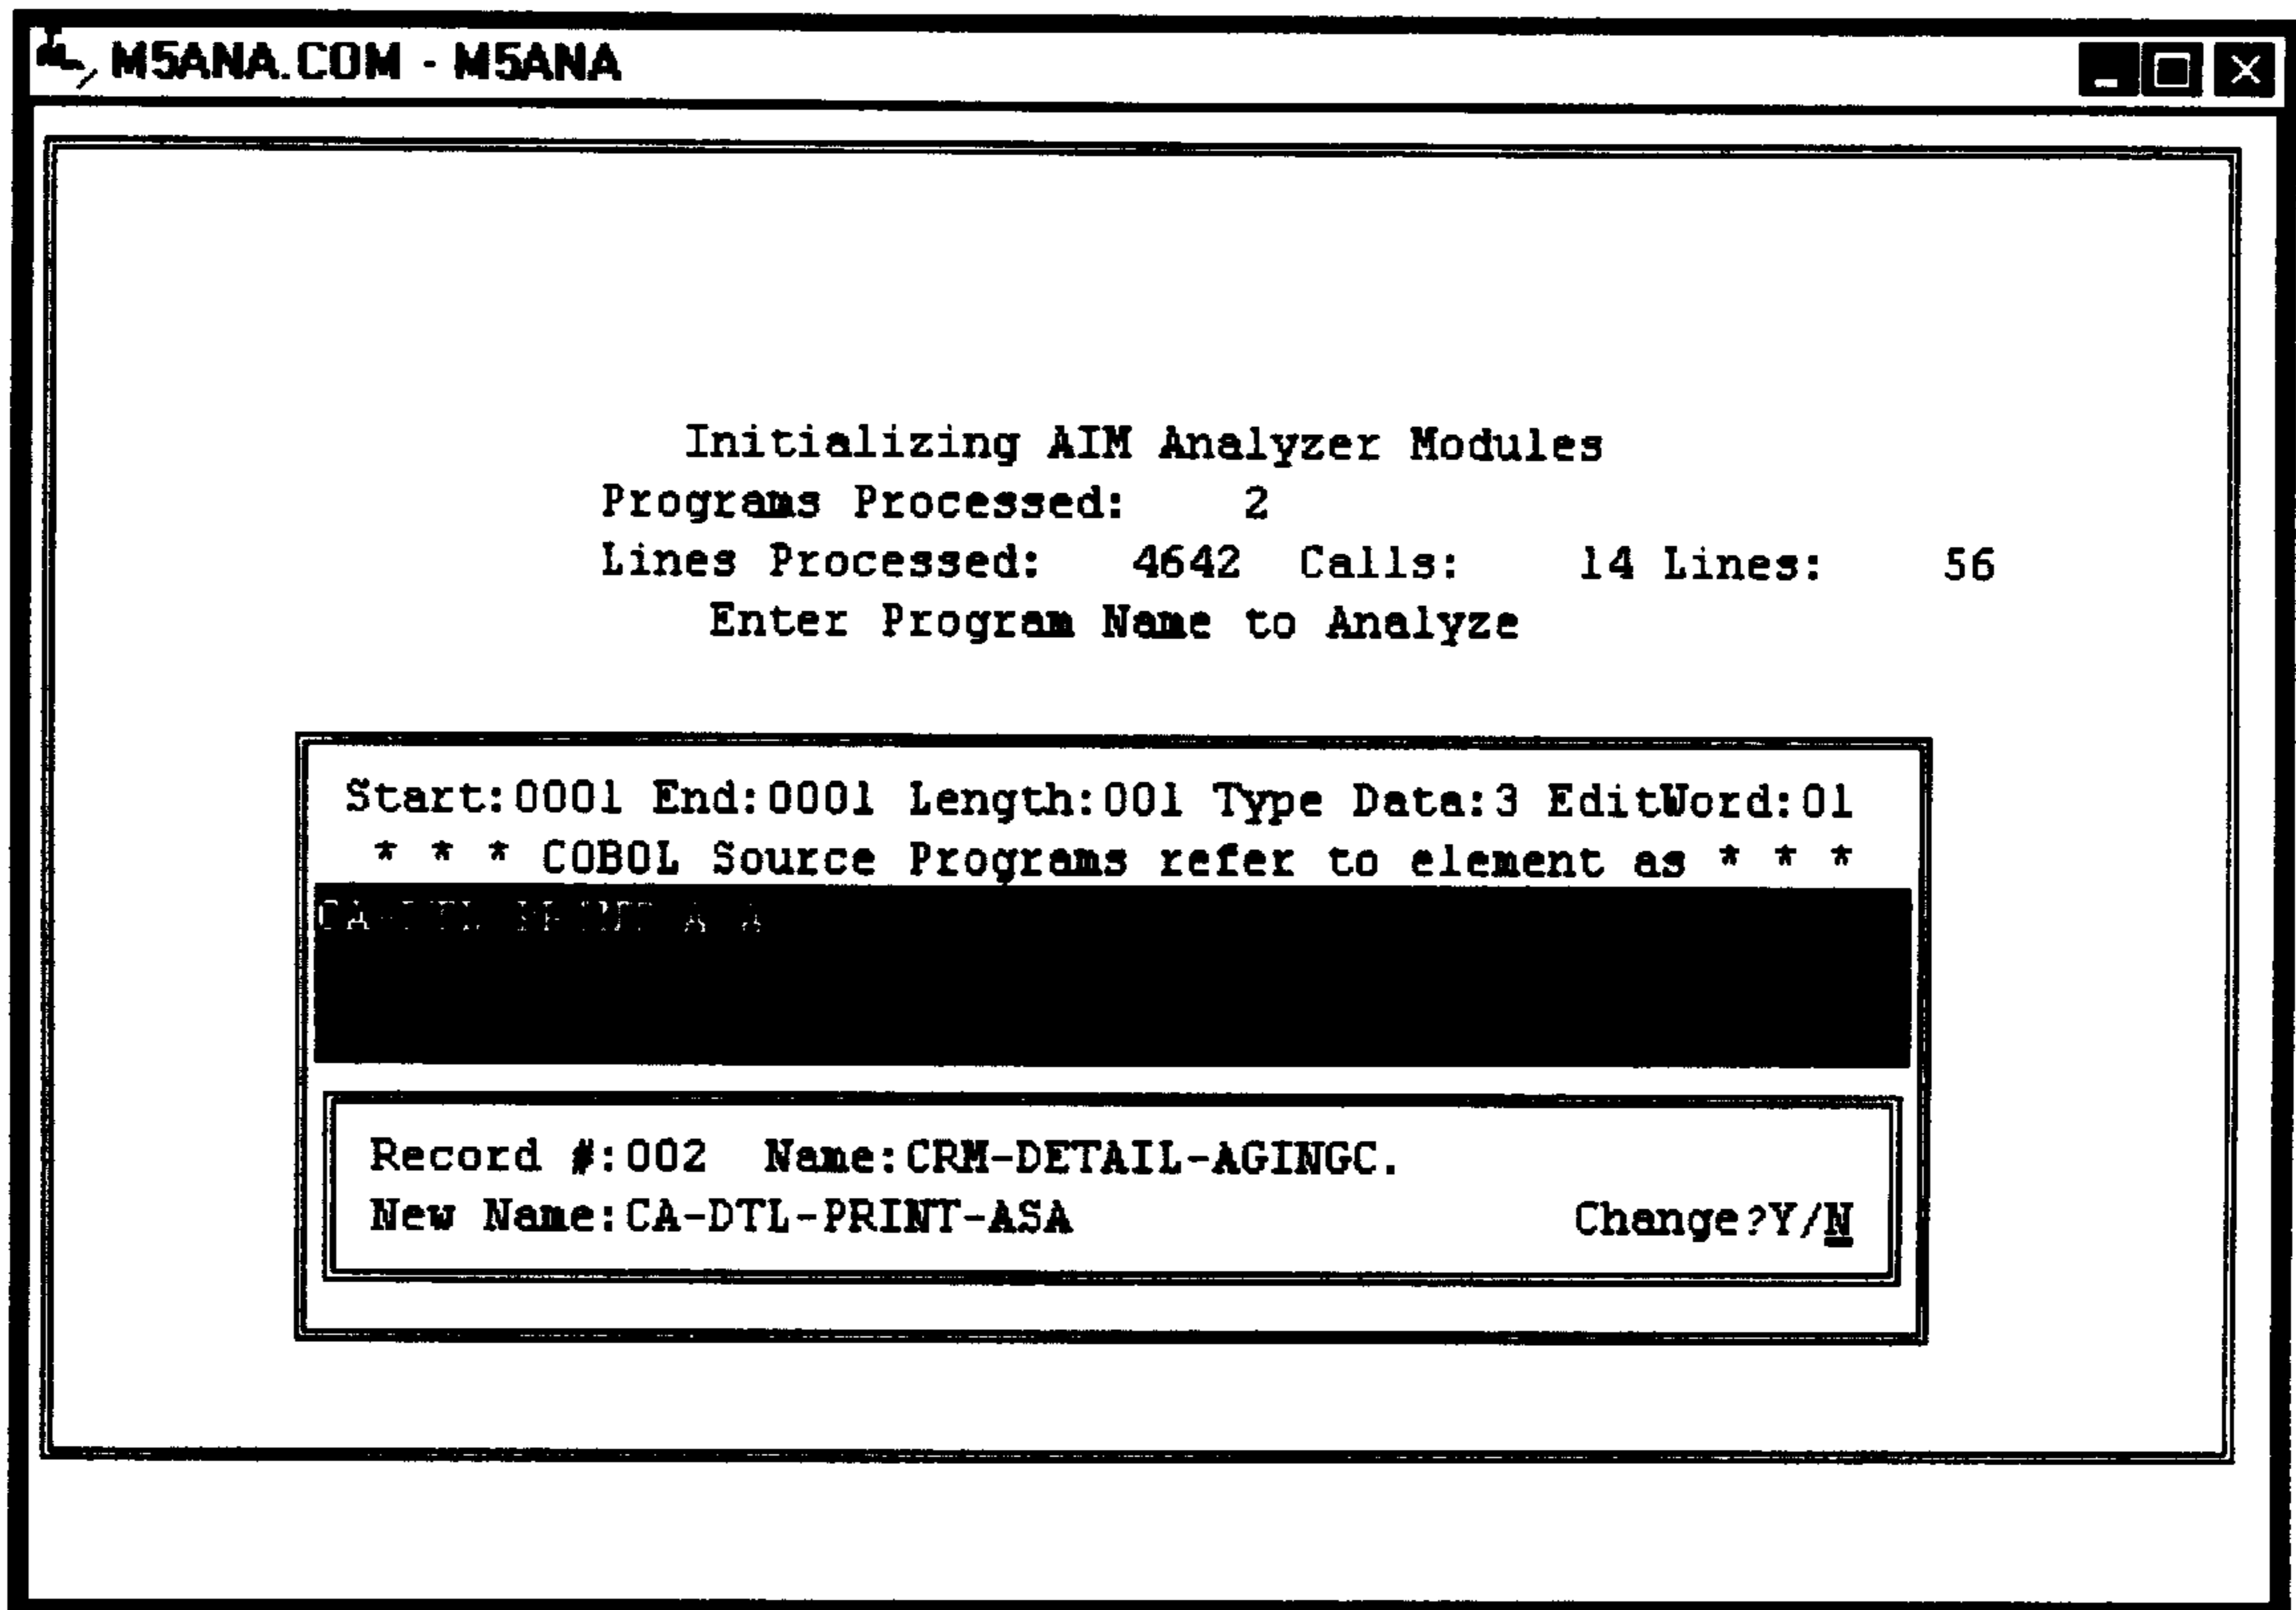 M5ANA.COM - M5ANA
Initializing AIM Analyzer Modules
Programs Processed: 2
Lines Processed: 4642 Calls: 14 Lines: 56
Enter Program Name to Analyze
Start:0001 End:0001 Length:001 Type Data:3 EditWord:01
* * * COBOL Source Programs refer to element as * * *
Record #:002 Name:CRM-DETAIL-AGINGC.
New Name:CA-DTL-PRINT-ASA Change?Y/N